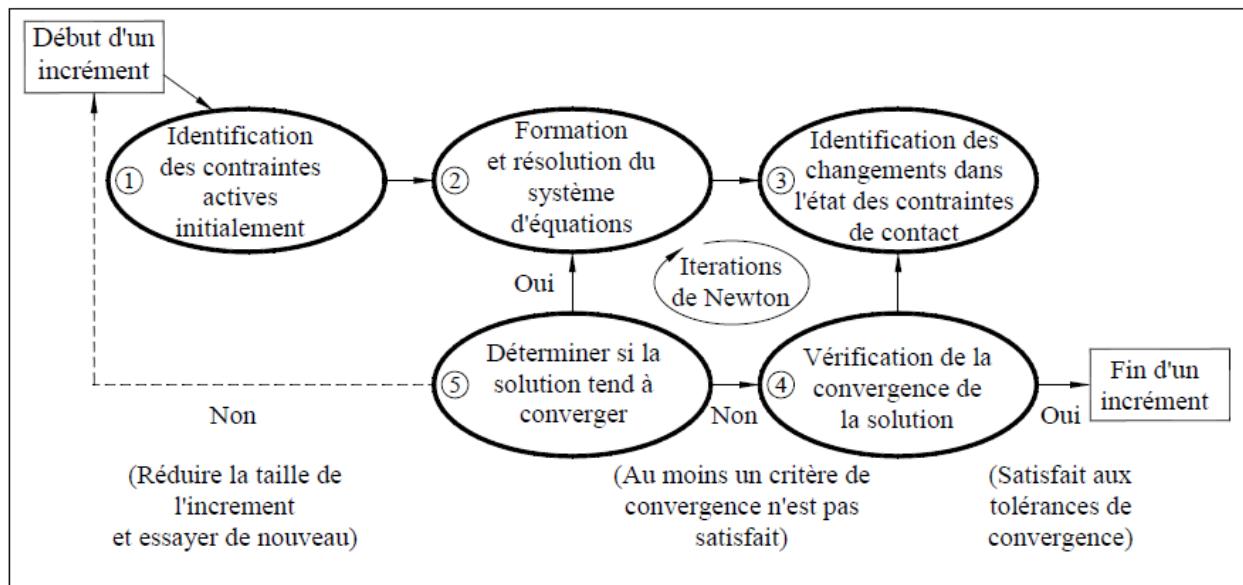 Début d'un
incrément
Identification
des contraintes
actives
initialement
1
Formation
et résolution du
système
d'équations
2
Identification des
changements dans
l'état des contraintes
de contact
3
Oui
Iterations
de Newton
Déterminer si la
solution tend à
converger
5
Vérification de la
convergence de
la solution
4
Fin d'un
incrément
Non
Non
Oui
(Réduire la taille de
l'increment
et essayer de nouveau)
(Au moins un critère de
convergence n'est pas
satisfait)
(Satisfait aux
tolérances de
convergence)